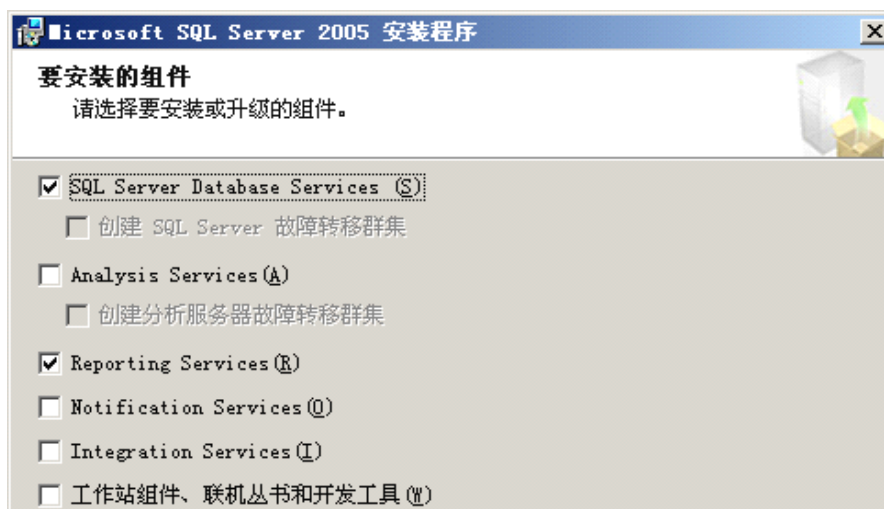 Microsoft SQL Server 2005 安装程序
要安装的组件
请选择要安装或升级的组件。
SQL Server Database Services (S)
创建 SQL Server 故障转移群集
Analysis Services(A)
创建分析服务器故障转移群集
Reporting Services(R)
Notification Services(O)
Integration Services(I)
工作站组件、联机丛书和开发工具(W)